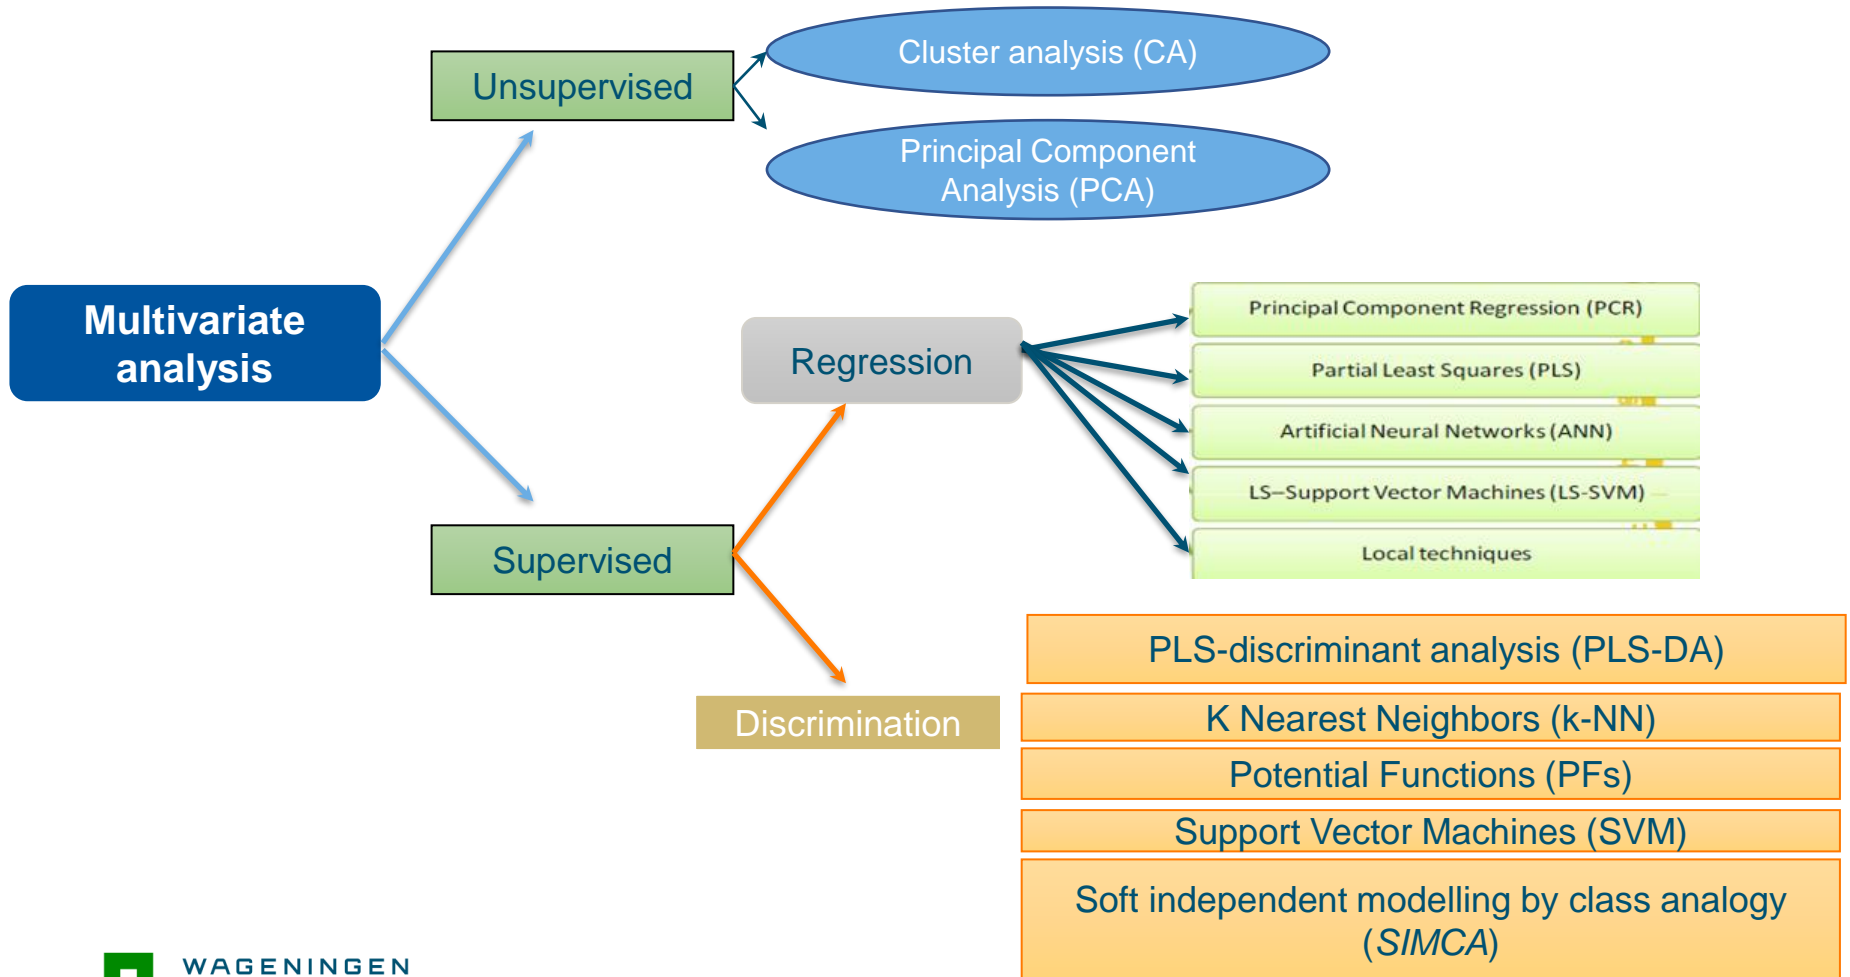 Unsupervised
Cluster analysis (CA)
Principal Component
Analysis (PCA)
Multivariate
analysis
Regression
Principal Component Regression (PCR)
Partial Least Squares (PLS)
Artificial Neural Networks (ANN)
LS–Support Vector Machines (LS-SVM)
Local techniques
Supervised
Discrimination
PLS-discriminant analysis (PLS-DA)
K Nearest Neighbors (k-NN)
Potential Functions (PFs)
Support Vector Machines (SVM)
Soft independent modelling by class analogy
(SIMCA)
WAGENINGEN